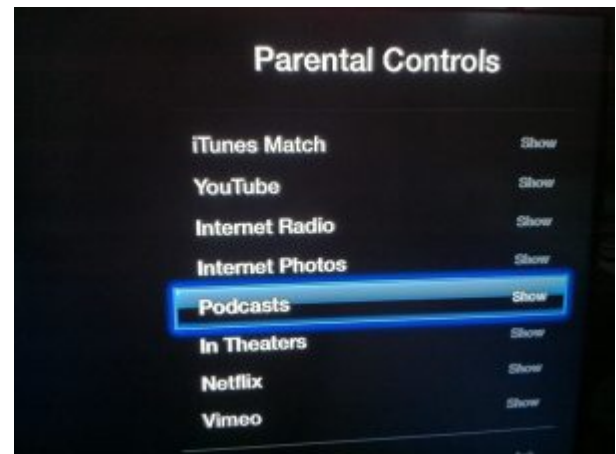 Parental Controls
iTunes Match Show
YouTube Show
Internet Radio Show
Internet Photos Show
Podcasts Show
In Theaters Show
Netflix Show
Vimeo Show